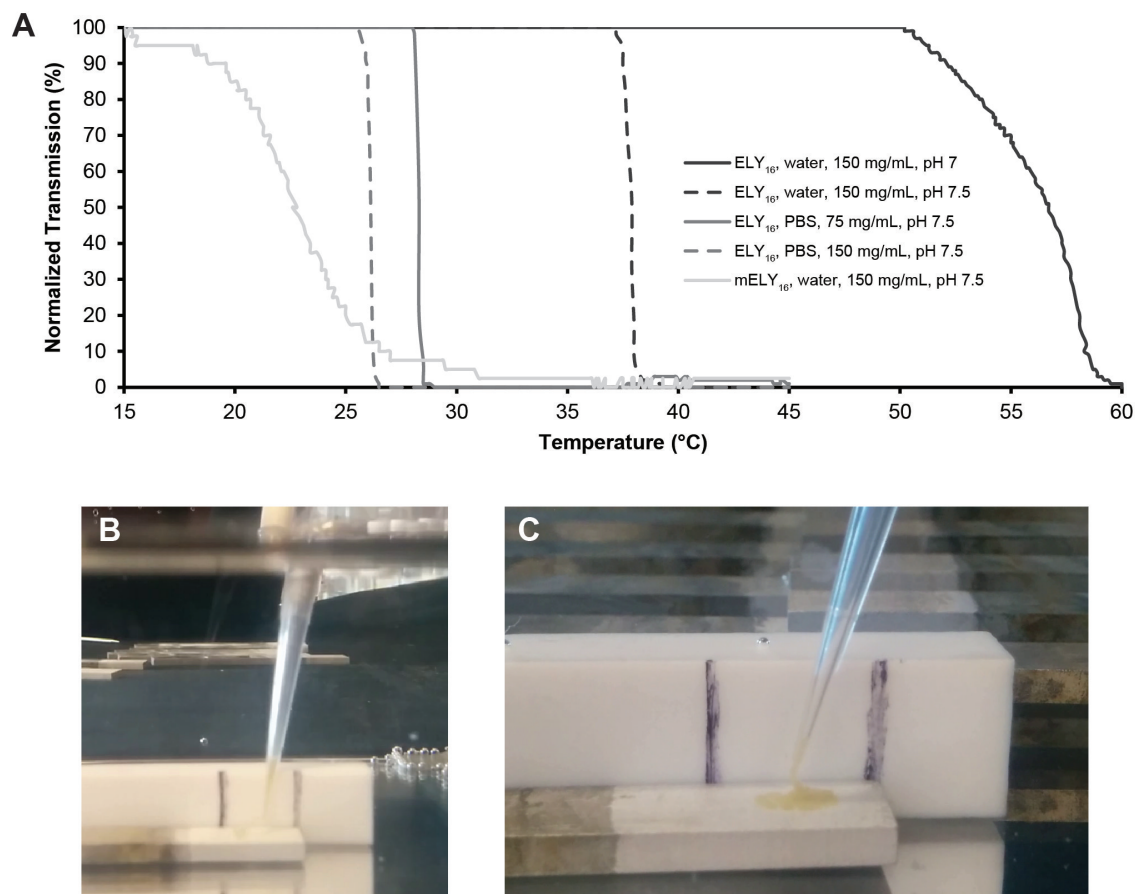 A
Normalized Transmission (%)
100
90
80
70
60
50
40
30
20
10
0
ELY₁₆, water, 150 mg/mL, pH 7
ELY₁₆, water, 150 mg/mL, pH 7.5
ELY₁₆, PBS, 75 mg/mL, pH 7.5
ELY₁₆, PBS, 150 mg/mL, pH 7.5
mELY₁₆, water, 150 mg/mL, pH 7.5
15 20 25 30 35 40 45 50 55 60
Temperature (°C)
B
C